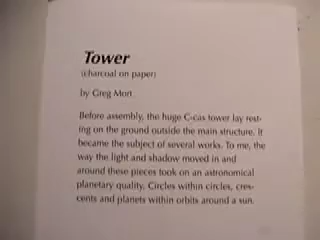 Tower
(charcoal on paper)
by Greg Mort
Before assembly, the huge C-cas tower lay rest-
ing on the ground outside the main structure. It
became the subject of several works. To me, the
way the light and shadow moved in and
around these pieces took on an astronomical
planetary quality. Circles within circles, cres-
cents and planets within orbits around a sun.